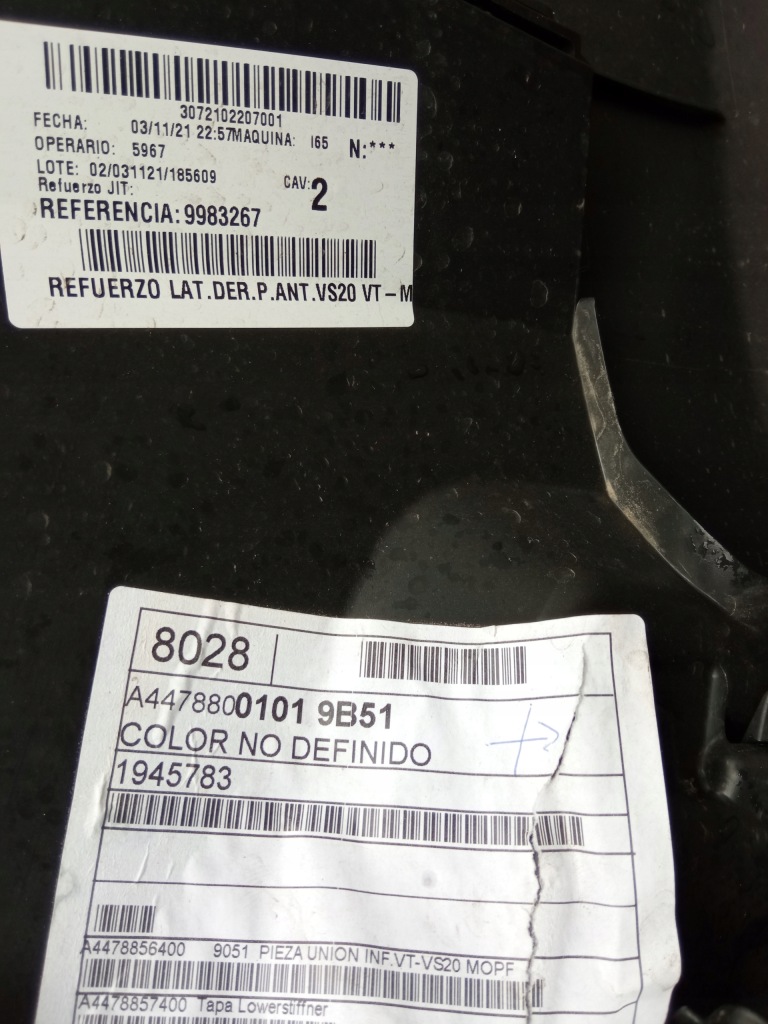 3072102207001
FECHA: 03/11/21 22:57 MAQUINA: I65 N:***
OPERARIO: 5967
LOTE: 02/031121/185609 CAV: 2
Refuerzo JIT:
REFERENCIA: 9983267
REFUERZO LAT.DER.P.ANT.VS20 VT-M
8028
A4478800101 9B51
COLOR NO DEFINIDO
1945783
A4478856400 9051 PIEZA UNION INF.VT-VS20 MOPF
A4478857400 Tapa Lowerstiffner